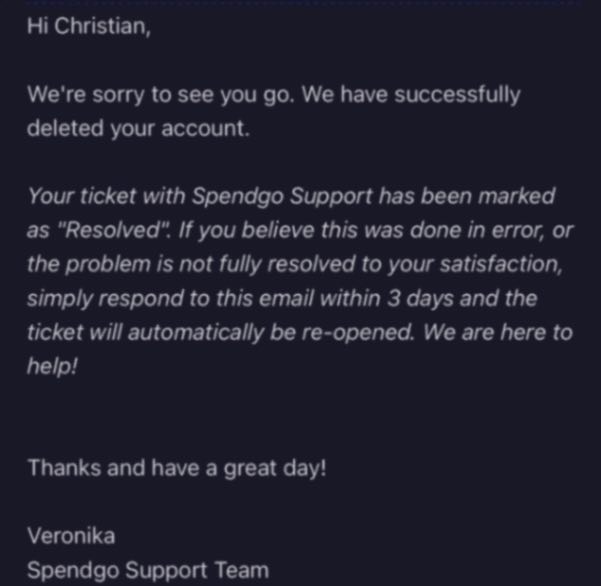 Hi Christian,
We're sorry to see you go. We have successfully
deleted your account.
Your ticket with Spendgo Support has been marked
as "Resolved". If you believe this was done in error, or
the problem is not fully resolved to your satisfaction,
simply respond to this email within 3 days and the
ticket will automatically be re-opened. We are here to
help!
Thanks and have a great day!
Veronika
Spendgo Support Team